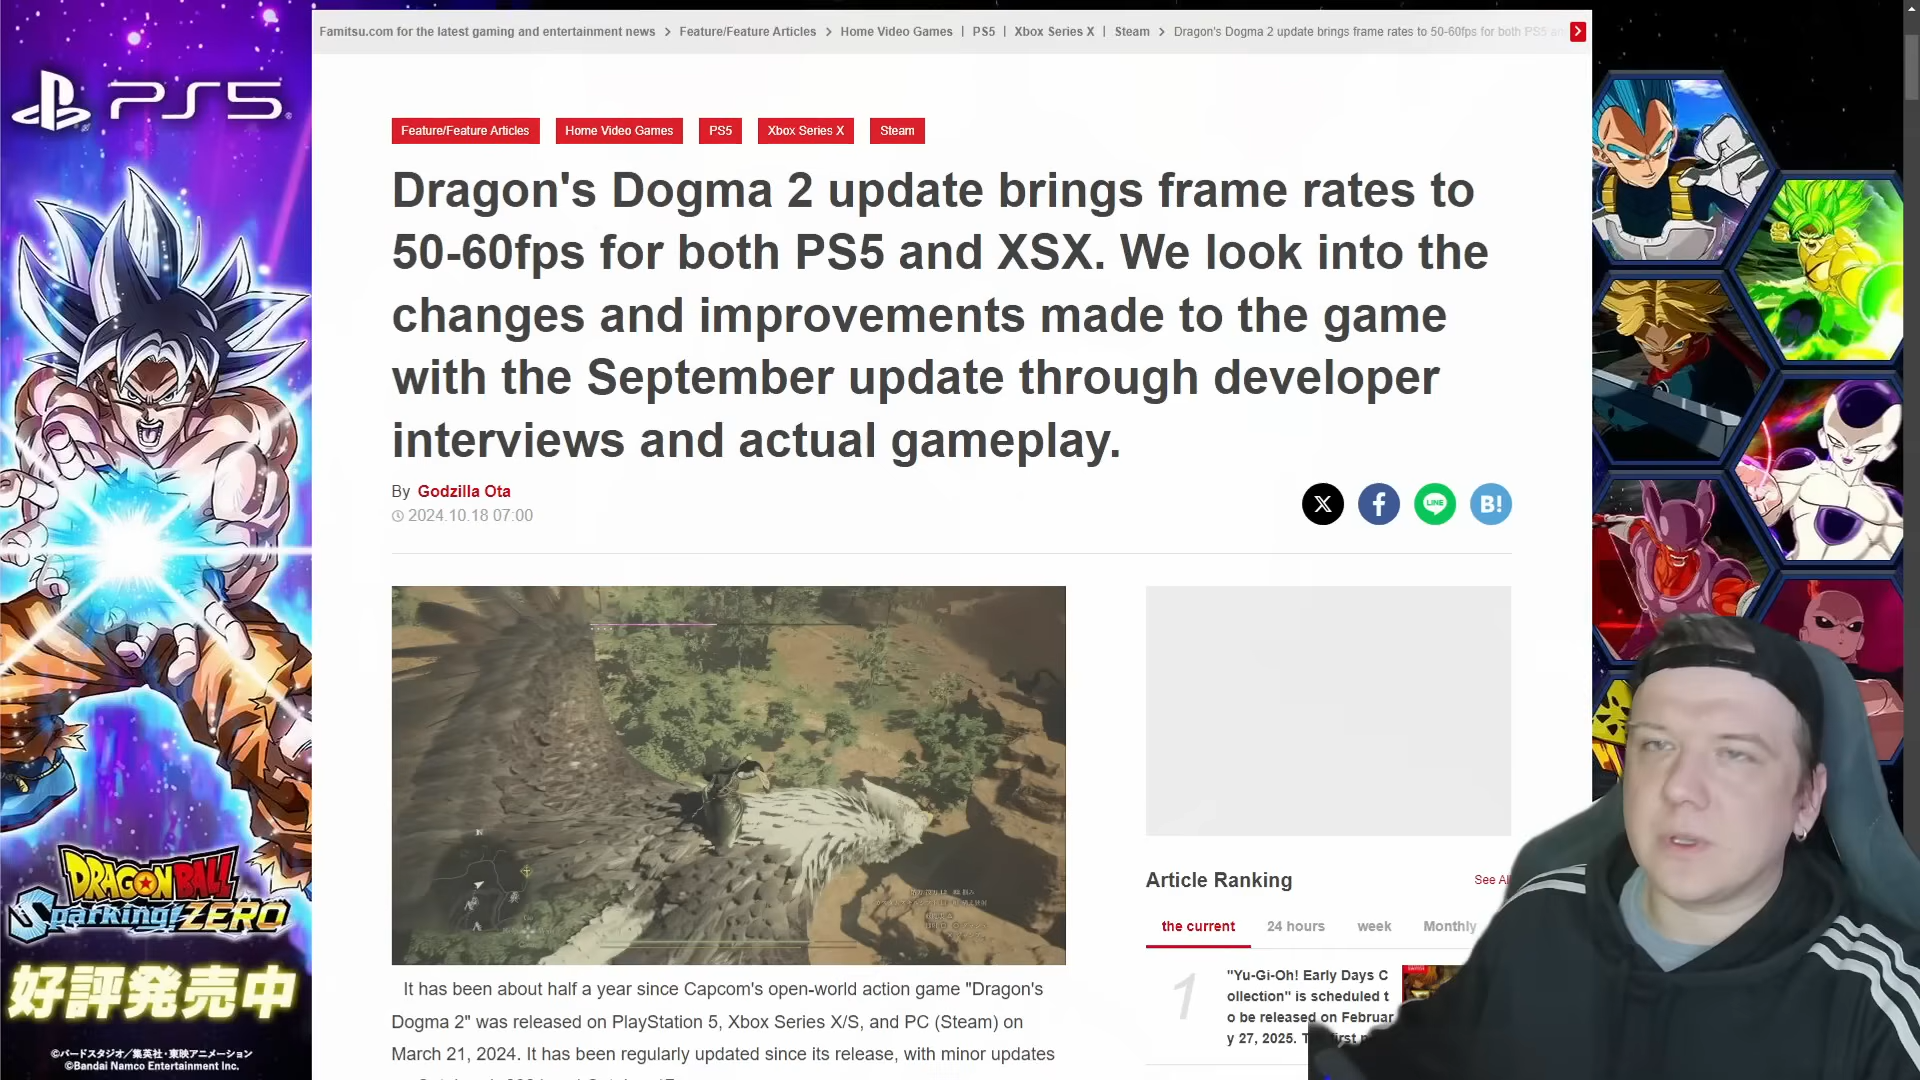 Famitsu.com for the latest gaming and entertainment news > Feature/Feature Articles > Home Video Games | PS5 | Xbox Series X | Steam > Dragon's Dogma 2 update brings frame rates to 50-60fps for both PS5 an
PS5
Feature/Feature Articles
Home Video Games
PS5
Xbox Series X
Steam
Dragon's Dogma 2 update brings frame rates to
50-60fps for both PS5 and XSX. We look into the
changes and improvements made to the game
with the September update through developer
interviews and actual gameplay.
By Godzilla Ota
2024.10.18 07:00
X
f
LINE
B!
It has been about half a year since Capcom's open-world action game "Dragon's
Dogma 2" was released on PlayStation 5, Xbox Series X/S, and PC (Steam) on
March 21, 2024. It has been regularly updated since its release, with minor updates
Article Ranking
See Al
the current
24 hours
week
Monthly
1
"Yu-Gi-Oh! Early Days C
ollection" is scheduled t
o be released on Februar
y 27, 2025.
DRAGON BALL
Sparking! ZERO
好評発売中
©バードスタジオ/集英社・東映アニメーション
©Bandai Namco Entertainment Inc.